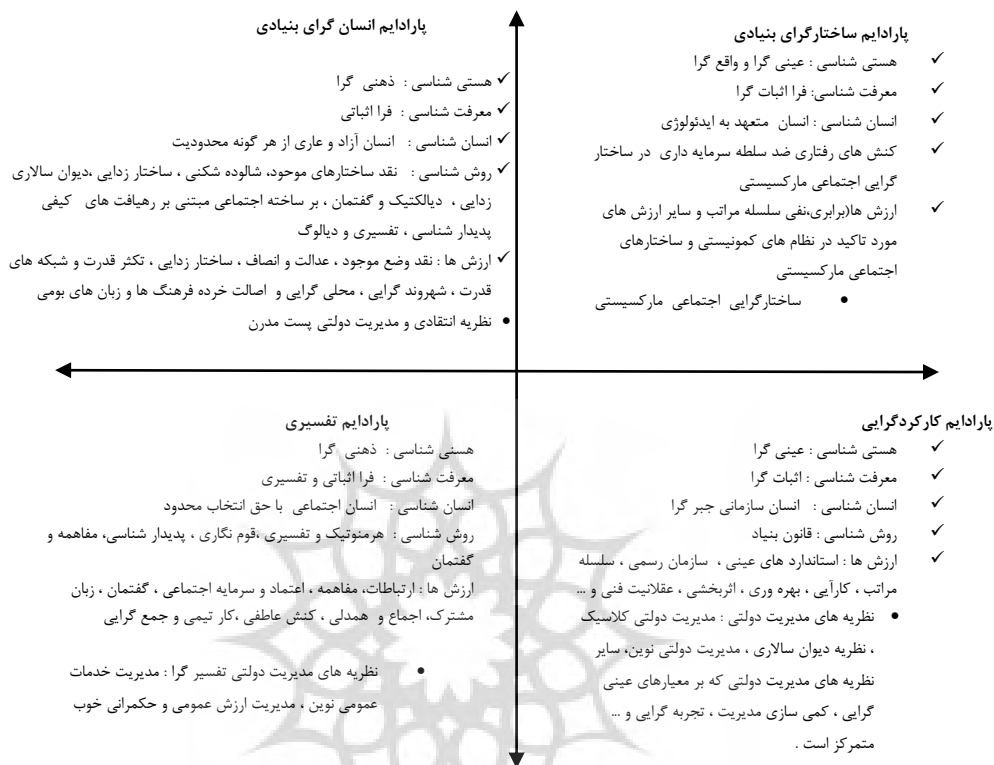 پارادایم ساختارگرای بنیادی
✓ هستی شناسی : عینی گرا و واقع گرا
✓ معرفت شناسی: فرا اثبات گرا
✓ انسان شناسی : انسان متعهد به ایدئولوژی
✓ کنش های رفتاری ضد سلطه سرمایه داری در ساختار
گرایی اجتماعی مارکسیستی
✓ ارزش ها(برابری،نفی سلسله مراتب و سایر ارزش های
مورد تاکید در نظام های کمونیستی و ساختارهای
اجتماعی مارکسیستی
• ساختارگرایی اجتماعی مارکسیستی
پارادایم انسان گرای بنیادی
✓ هستی شناسی : ذهنی گرا
✓ معرفت شناسی : فرا اثباتی
✓ انسان شناسی : انسان آزاد و عاری از هر گونه محدودیت
✓ روش شناسی : نقد ساختارهای موجود، شالوده شکنی ، ساختار زدایی ،دیوان سالاری
زدایی ، دیالکتیک و گفتمان ، بر ساخته اجتماعی مبتنی بر رهیافت های کیفی
پدیدار شناسی ، تفسیری و دیالوگ
✓ ارزش ها : نقد وضع موجود ، عدالت و انصاف ، ساختار زدایی ، تکثر قدرت و شبکه های
قدرت ، شهروند گرایی ، محلی گرایی و اصالت خرده فرهنگ ها و زبان های بومی
• نظریه انتقادی و مدیریت دولتی پست مدرن
پارادایم کارکردگرایی
✓ هستی شناسی : عینی گرا
✓ معرفت شناسی : اثبات گرا
✓ انسان شناسی : انسان سازمانی جبر گرا
✓ روش شناسی : قانون بنیاد
✓ ارزش ها : استاندارد های عینی ، سازمان رسمی ، سلسله
مراتب ، کارآیی ، بهره وری ، اثربخشی ، عقلانیت فنی و ...
• نظریه های مدیریت دولتی : مدیریت دولتی کلاسیک
، نظریه دیوان سالاری ، مدیریت دولتی نوین، سایر
نظریه های مدیریت دولتی که بر معیارهای عینی
گرایی ، کمی سازی مدیریت ، تجربه گرایی و ...
متمرکز است .
پارادایم تفسیری
هستی شناسی : ذهنی گرا
معرفت شناسی : فرا اثباتی و تفسیری
انسان شناسی : انسان اجتماعی با حق انتخاب محدود
روش شناسی : هرمنوتیک و تفسیری ،قوم نگاری ، پدیدار شناسی، مفاهمه و
گفتمان
ارزش ها : ارتباطات، مفاهمه ، اعتماد و سرمایه اجتماعی ، گفتمان ، زبان
مشترک، اجماع و همدلی ، کنش عاطفی ،کار تیمی و جمع گرایی
• نظریه های مدیریت دولتی تفسیر گرا : مدیریت خدمات
عمومی نوین ، مدیریت ارزش عمومی و حکمرانی خوب